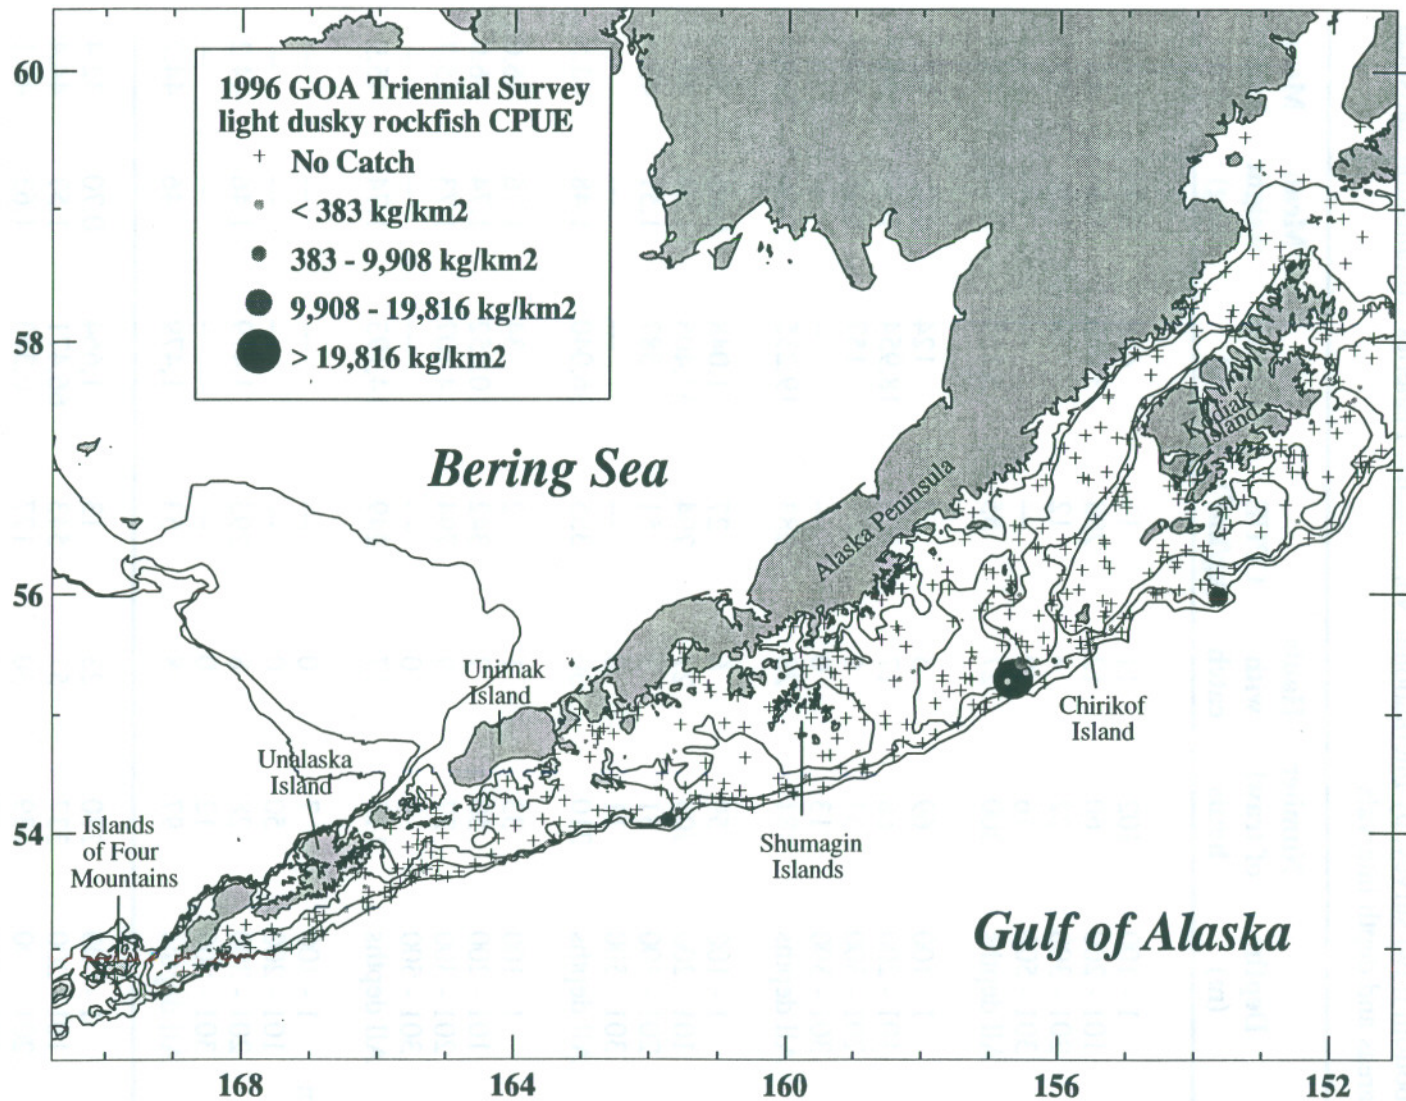 1996 GOA Triennial Survey
light dusky rockfish CPUE
+ No Catch
< 383 kg/km2
383 - 9,908 kg/km2
9,908 - 19,816 kg/km2
> 19,816 kg/km2
60
58
56
54
Bering Sea
Kodiak
Island
Alaska Peninsula
Unimak
Island
Unalaska
Island
Chirikof
Island
Islands
of Four
Mountains
Shumagin
Islands
Gulf of Alaska
168
164
160
156
152